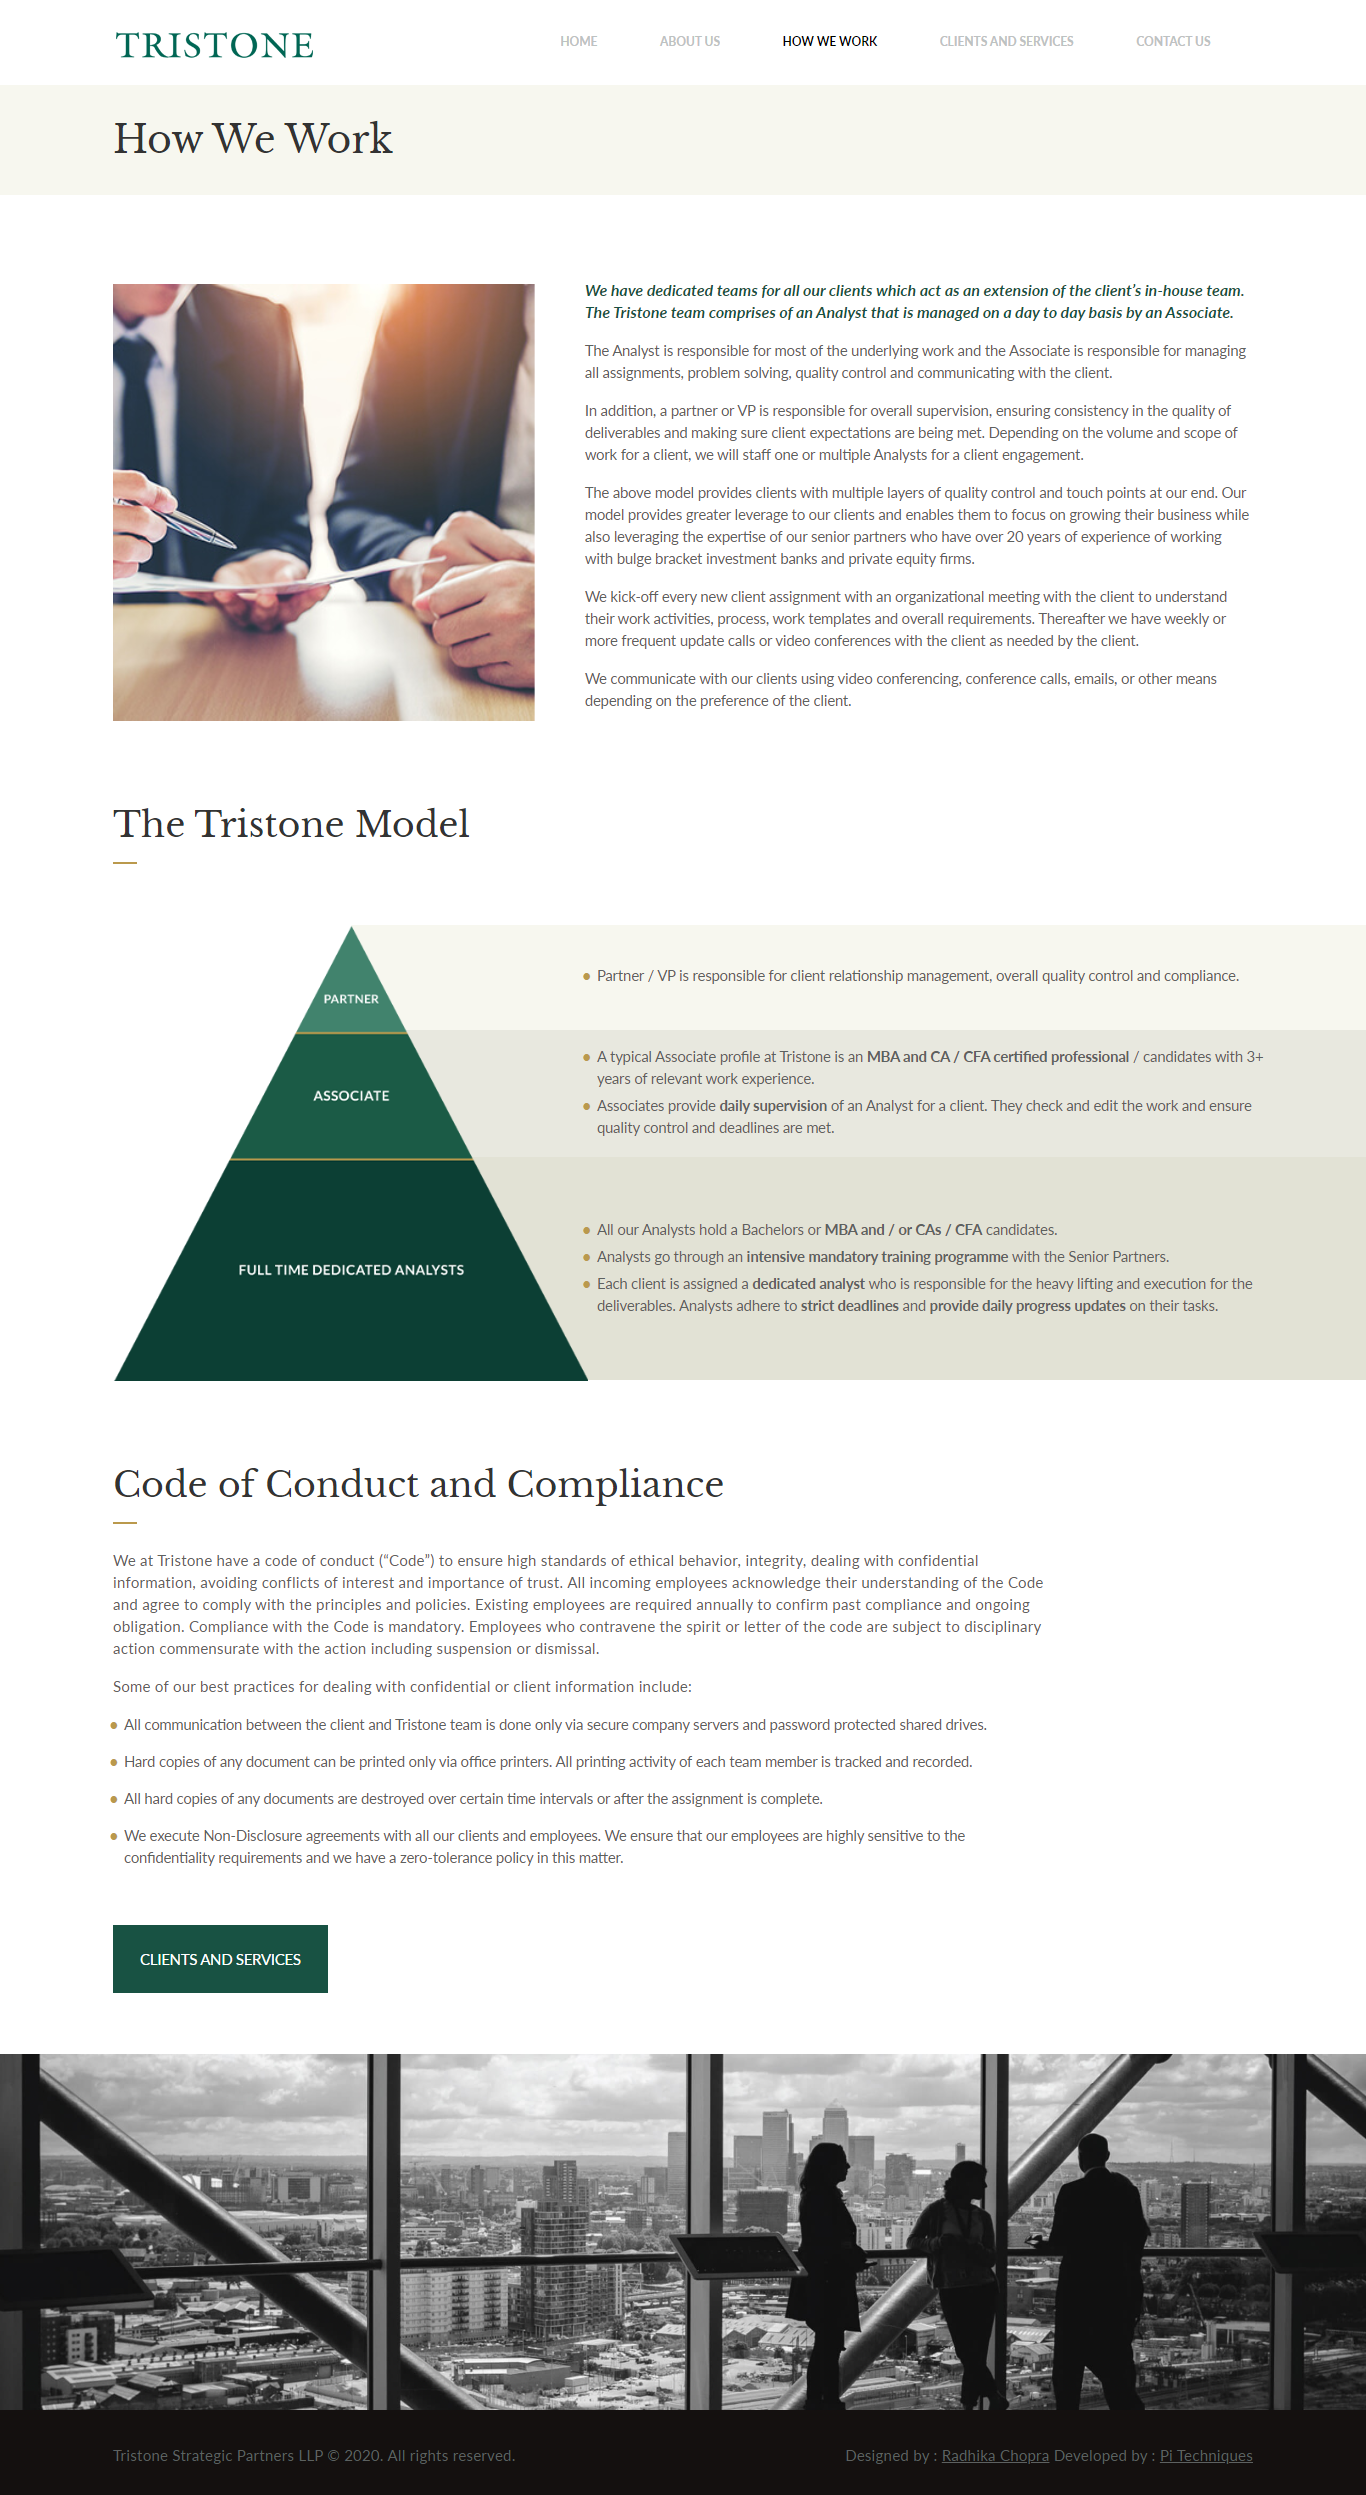 TRISTONE
HOME
ABOUT US
HOW WE WORK
CLIENTS AND SERVICES
CONTACT US
How We Work
We have dedicated teams for all our clients which act as an extension of the client’s in-house team.
The Tristone team comprises of an Analyst that is managed on a day to day basis by an Associate.
The Analyst is responsible for most of the underlying work and the Associate is responsible for managing
all assignments, problem solving, quality control and communicating with the client.
In addition, a partner or VP is responsible for overall supervision, ensuring consistency in the quality of
deliverables and making sure client expectations are being met. Depending on the volume and scope of
work for a client, we will staff one or multiple Analysts for a client engagement.
The above model provides clients with multiple layers of quality control and touch points at our end. Our
model provides greater leverage to our clients and enables them to focus on growing their business while
also leveraging the expertise of our senior partners who have over 20 years of experience of working
with bulge bracket investment banks and private equity firms.
We kick-off every new client assignment with an organizational meeting with the client to understand
their work activities, process, work templates and overall requirements. Thereafter we have weekly or
more frequent update calls or video conferences with the client as needed by the client.
We communicate with our clients using video conferencing, conference calls, emails, or other means
depending on the preference of the client.
The Tristone Model
PARTNER
● Partner / VP is responsible for client relationship management, overall quality control and compliance.
ASSOCIATE
● A typical Associate profile at Tristone is an MBA and CA / CFA certified professional / candidates with 3+
years of relevant work experience.
● Associates provide daily supervision of an Analyst for a client. They check and edit the work and ensure
quality control and deadlines are met.
FULL TIME DEDICATED ANALYSTS
● All our Analysts hold a Bachelors or MBA and / or CAs / CFA candidates.
● Analysts go through an intensive mandatory training programme with the Senior Partners.
● Each client is assigned a dedicated analyst who is responsible for the heavy lifting and execution for the
deliverables. Analysts adhere to strict deadlines and provide daily progress updates on their tasks.
Code of Conduct and Compliance
We at Tristone have a code of conduct (“Code”) to ensure high standards of ethical behavior, integrity, dealing with confidential
information, avoiding conflicts of interest and importance of trust. All incoming employees acknowledge their understanding of the Code
and agree to comply with the principles and policies. Existing employees are required annually to confirm past compliance and ongoing
obligation. Compliance with the Code is mandatory. Employees who contravene the spirit or letter of the code are subject to disciplinary
action commensurate with the action including suspension or dismissal.
Some of our best practices for dealing with confidential or client information include:
● All communication between the client and Tristone team is done only via secure company servers and password protected shared drives.
● Hard copies of any document can be printed only via office printers. All printing activity of each team member is tracked and recorded.
● All hard copies of any documents are destroyed over certain time intervals or after the assignment is complete.
● We execute Non-Disclosure agreements with all our clients and employees. We ensure that our employees are highly sensitive to the
confidentiality requirements and we have a zero-tolerance policy in this matter.
CLIENTS AND SERVICES
Tristone Strategic Partners LLP © 2020. All rights reserved.
Designed by : Radhika Chopra Developed by : Pi Techniques